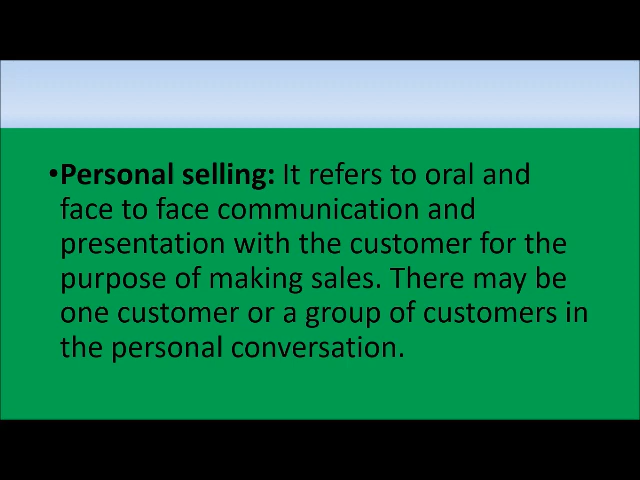 •Personal selling: It refers to oral and
face to face communication and
presentation with the customer for the
purpose of making sales. There may be
one customer or a group of customers in
the personal conversation.